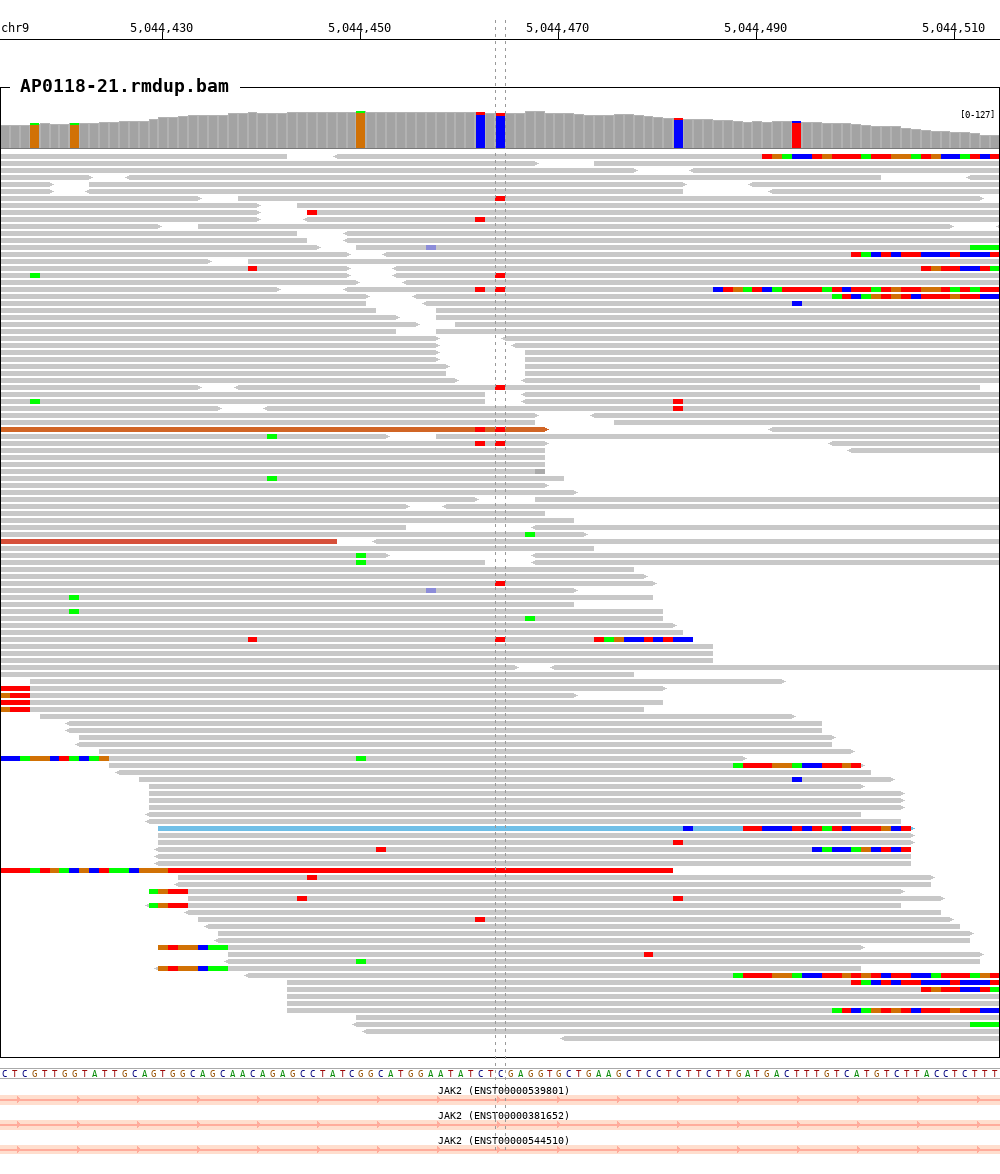 chr9 5,044,430 5,044,450 5,044,470 5,044,490 5,044,510
AP0118-21.rmdup.bam
[0-127]
C T C G T T G G T A T T G C A G T G G C A G C A A C A G A G C C T A T C G G C A T G G A A T A T C T C G A G G T G C T G A A G C T C C T C T T C T T G A T G A C T T T G T C A T G T C T T A C C T C T T T
JAK2 (ENST00000539801)
JAK2 (ENST00000381652)
JAK2 (ENST00000544510)